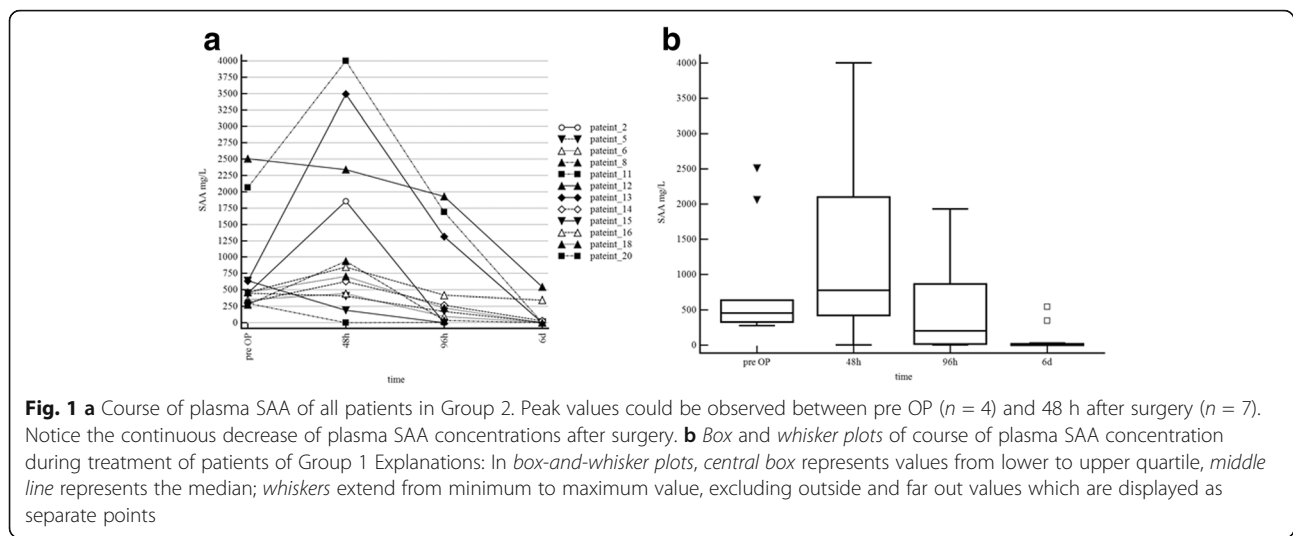 a
4000
3750
3500
3250
3000
2750
2500
2250
2000
1750
1500
1250
1000
750
500
250
0
SAA mg/L
pre OP
48h
96h
6d
time
pateint_2
pateint_5
pateint_6
pateint_8
pateint_11
pateint_12
pateint_13
pateint_14
pateint_15
pateint_16
pateint_18
pateint_20
b
4000
3500
3000
2500
2000
1500
1000
500
0
SAA mg/L
pre OP
48h
96h
6d
time
Fig. 1 a Course of plasma SAA of all patients in Group 2. Peak values could be observed between pre OP (n = 4) and 48 h after surgery (n = 7).
Notice the continuous decrease of plasma SAA concentrations after surgery. b Box and whisker plots of course of plasma SAA concentration
during treatment of patients of Group 1 Explanations: In box-and-whisker plots, central box represents values from lower to upper quartile, middle
line represents the median; whiskers extend from minimum to maximum value, excluding outside and far out values which are displayed as
separate points